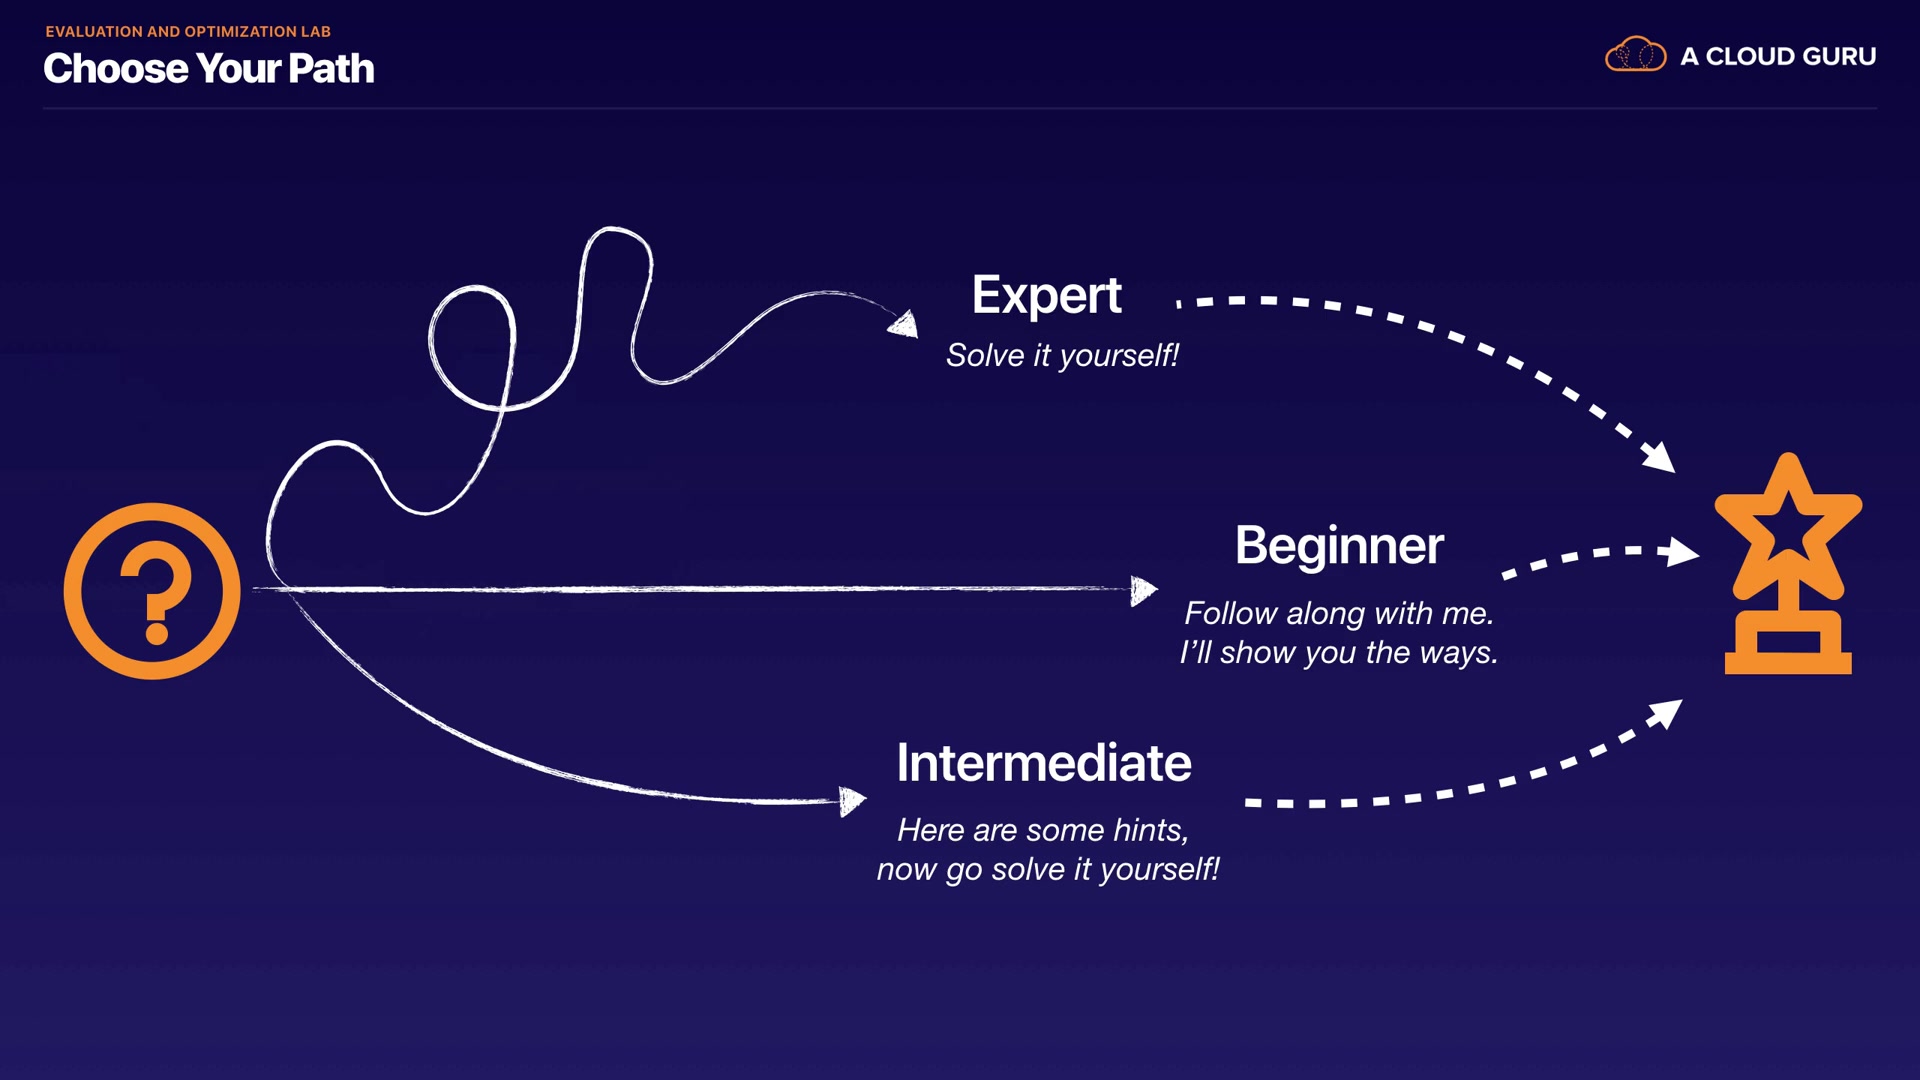 EVALUATION AND OPTIMIZATION LAB
Choose Your Path
A CLOUD GURU
Expert
Solve it yourself!
Beginner
Follow along with me.
I’ll show you the ways.
Intermediate
Here are some hints,
now go solve it yourself!